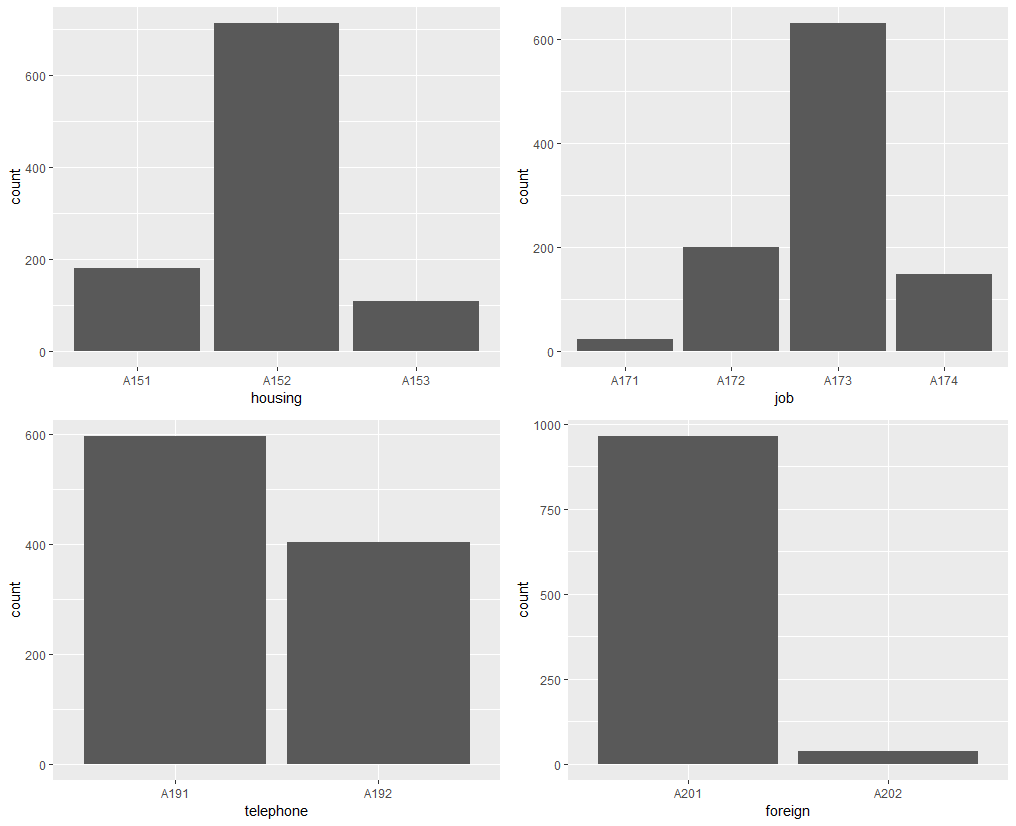 count
600
400
200
0
A151 A152 A153
housing
count
600
400
200
0
A171 A172 A173 A174
job
count
600
400
200
0
A191 A192
telephone
count
1000
750
500
250
0
A201 A202
foreign